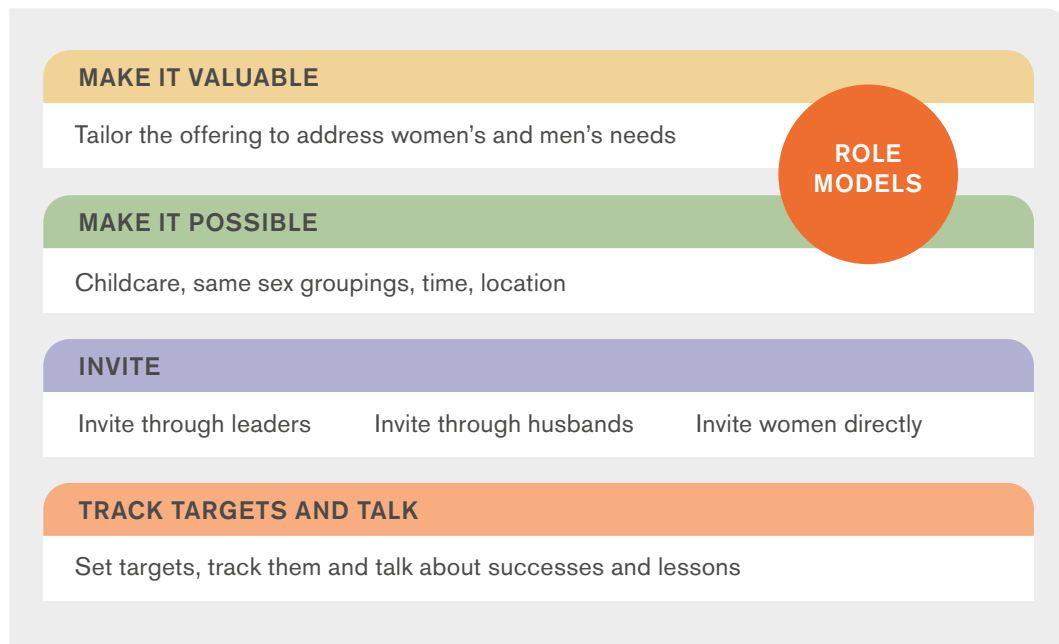 MAKE IT VALUABLE
Tailor the offering to address women’s and men’s needs
ROLE
MODELS
MAKE IT POSSIBLE
Childcare, same sex groupings, time, location
INVITE
Invite through leaders Invite through husbands Invite women directly
TRACK TARGETS AND TALK
Set targets, track them and talk about successes and lessons